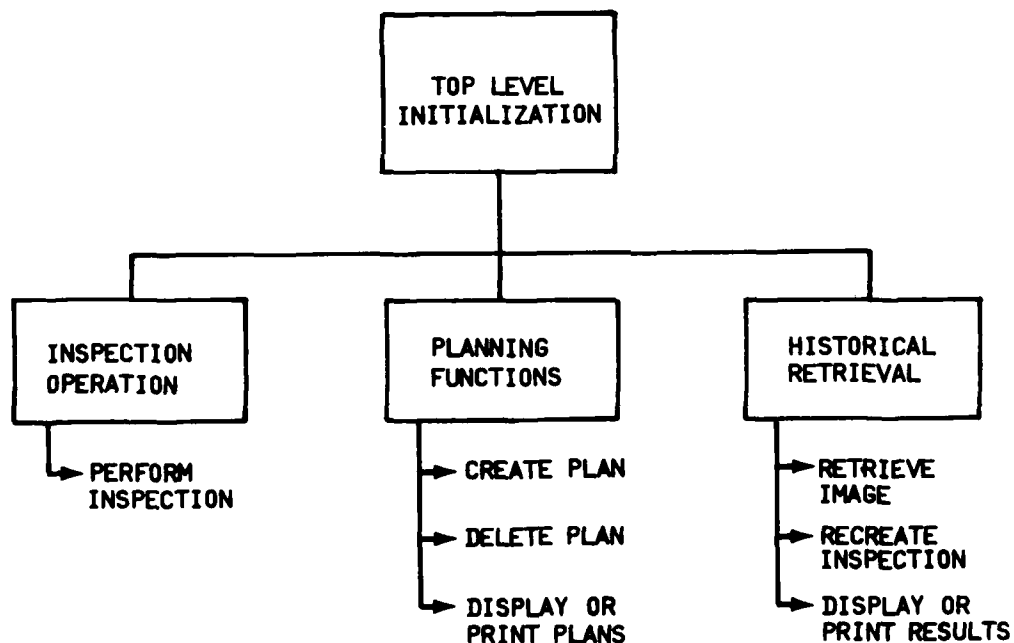 TOP LEVEL
INITIALIZATION
INSPECTION
OPERATION
PERFORM
INSPECTION
PLANNING
FUNCTIONS
CREATE PLAN
DELETE PLAN
DISPLAY OR
PRINT PLANS
HISTORICAL
RETRIEVAL
RETRIEVE
IMAGE
RECREATE
INSPECTION
DISPLAY OR
PRINT RESULTS